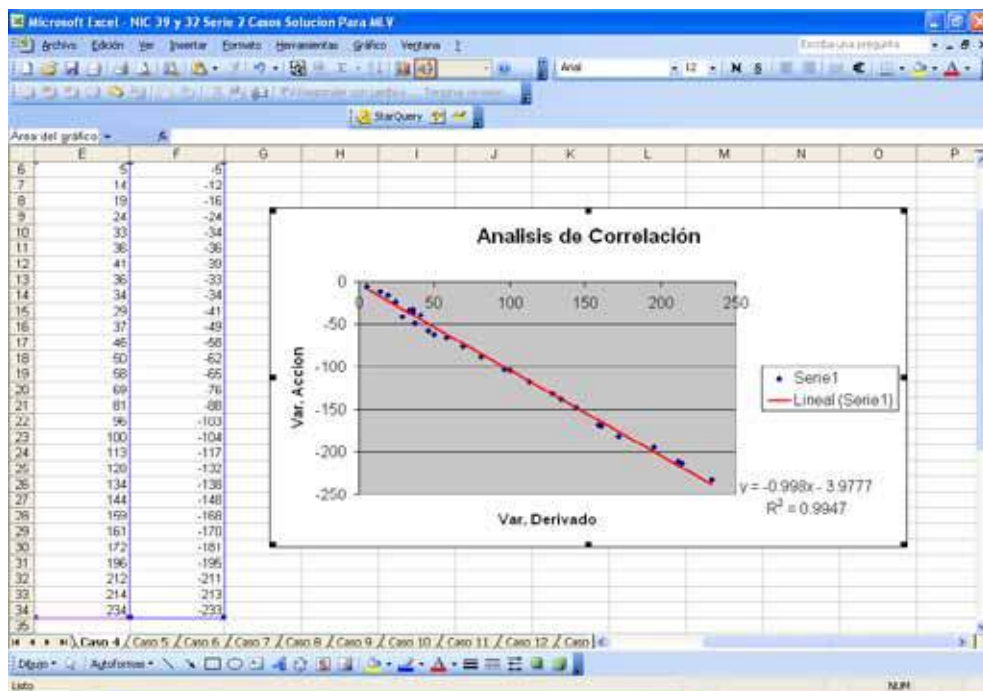 Microsoft Excel - NIC 39 y 32 Serie 2 Casos Solucion Para MLV
Archivo Edición Ver Insertar Formato Herramientas Gráfico Ventana ?
Escriba una pregunta
Arial 12 N S €
StarQuery
Área del gráfico
E F G H I J K L M N O P
6 5 -5
7 14 -12
8 19 -16
9 24 -24
10 33 -34
11 36 -36
12 41 39
13 36 -33
14 34 -34
15 29 -41
16 37 -49
17 46 -58
18 50 -62
19 58 -65
20 69 -76
21 81 -88
22 96 -103
23 100 -104
24 113 -117
25 128 -132
26 134 -138
27 144 -148
28 159 -168
29 161 -170
30 172 -181
31 196 -195
32 212 -211
33 214 -213
34 234 -233
35
Analisis de Correlación
0
0 50 100 150 200 250
-50
-100
-150
-200
-250
Var. Accion
Var. Derivado
Serie1
Lineal (Serie1)
y = -0.998x - 3.9777
R² = 0.9947
Caso 4 / Caso 5 / Caso 6 / Caso 7 / Caso 8 / Caso 9 / Caso 10 / Caso 11 / Caso 12 / Caso
Dibujo Autoformas
Listo NUM